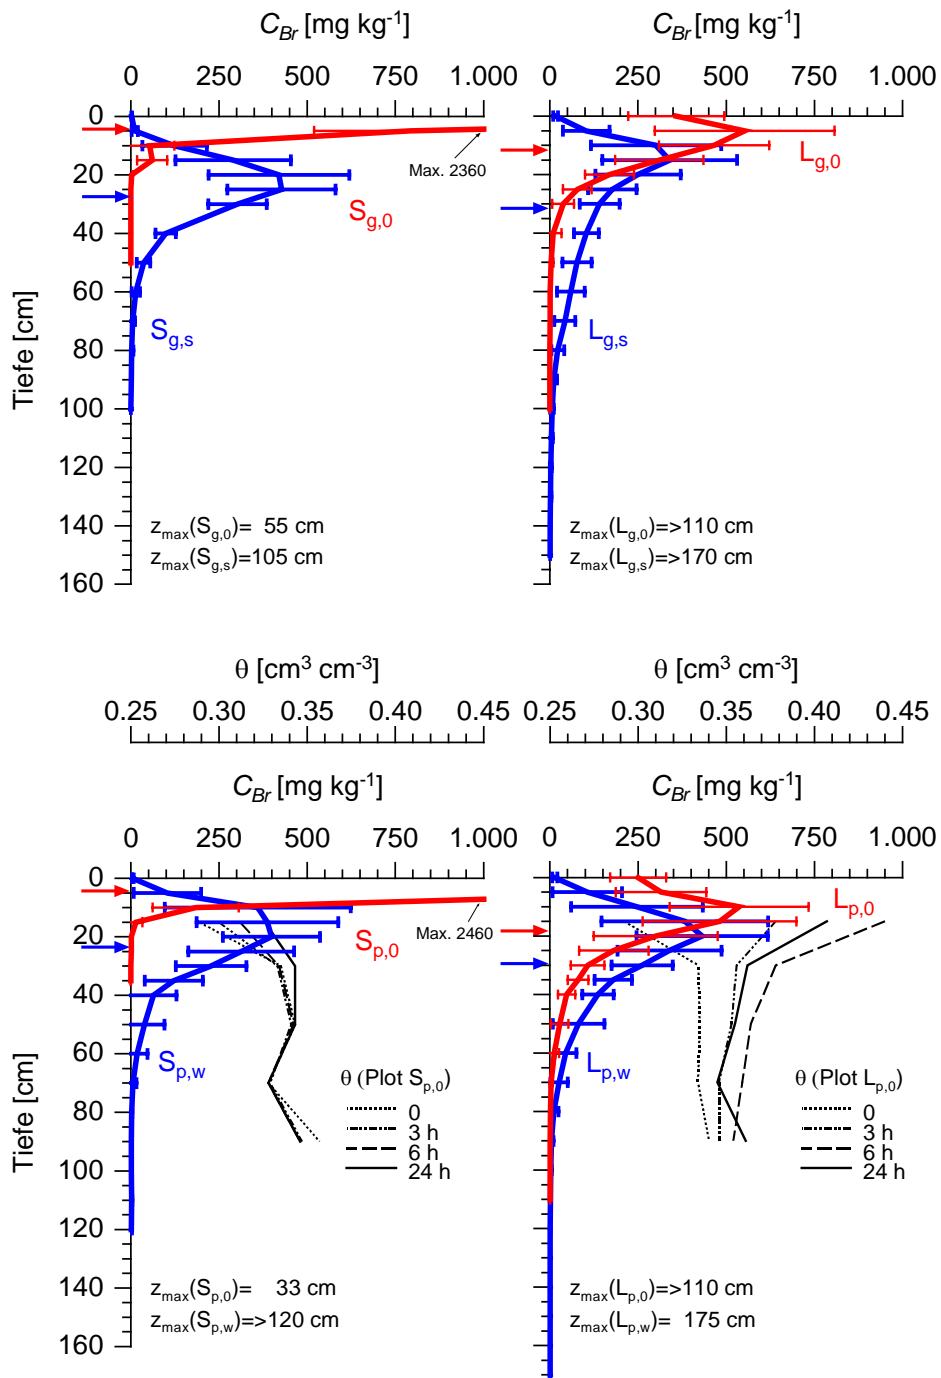 C_Br [mg kg⁻¹] C_Br [mg kg⁻¹]
0 250 500 750 1.000 0 250 500 750 1.000
0
20
40
60
80
100
120
140
160
Tiefe [cm]
Max. 2360
S_g,0
S_g,s
L_g,0
L_g,s
z_max(S_g,0)= 55 cm
z_max(S_g,s)=105 cm
z_max(L_g,0)=>110 cm
z_max(L_g,s)=>170 cm
θ [cm³ cm⁻³] θ [cm³ cm⁻³]
0.25 0.30 0.35 0.40 0.45 0.25 0.30 0.35 0.40 0.45
C_Br [mg kg⁻¹] C_Br [mg kg⁻¹]
0 250 500 750 1.000 0 250 500 750 1.000
0
20
40
60
80
100
120
140
160
Tiefe [cm]
Max. 2460
S_p,0
S_p,w
θ (Plot S_p,0)
0
3 h
6h
24 h
L_p,0
L_p,w
θ (Plot L_p,0)
0
3 h
6 h
24 h
z_max(S_p,0)= 33 cm
z_max(S_p,w)=>120 cm
z_max(L_p,0)=>110 cm
z_max(L_p,w)= 175 cm